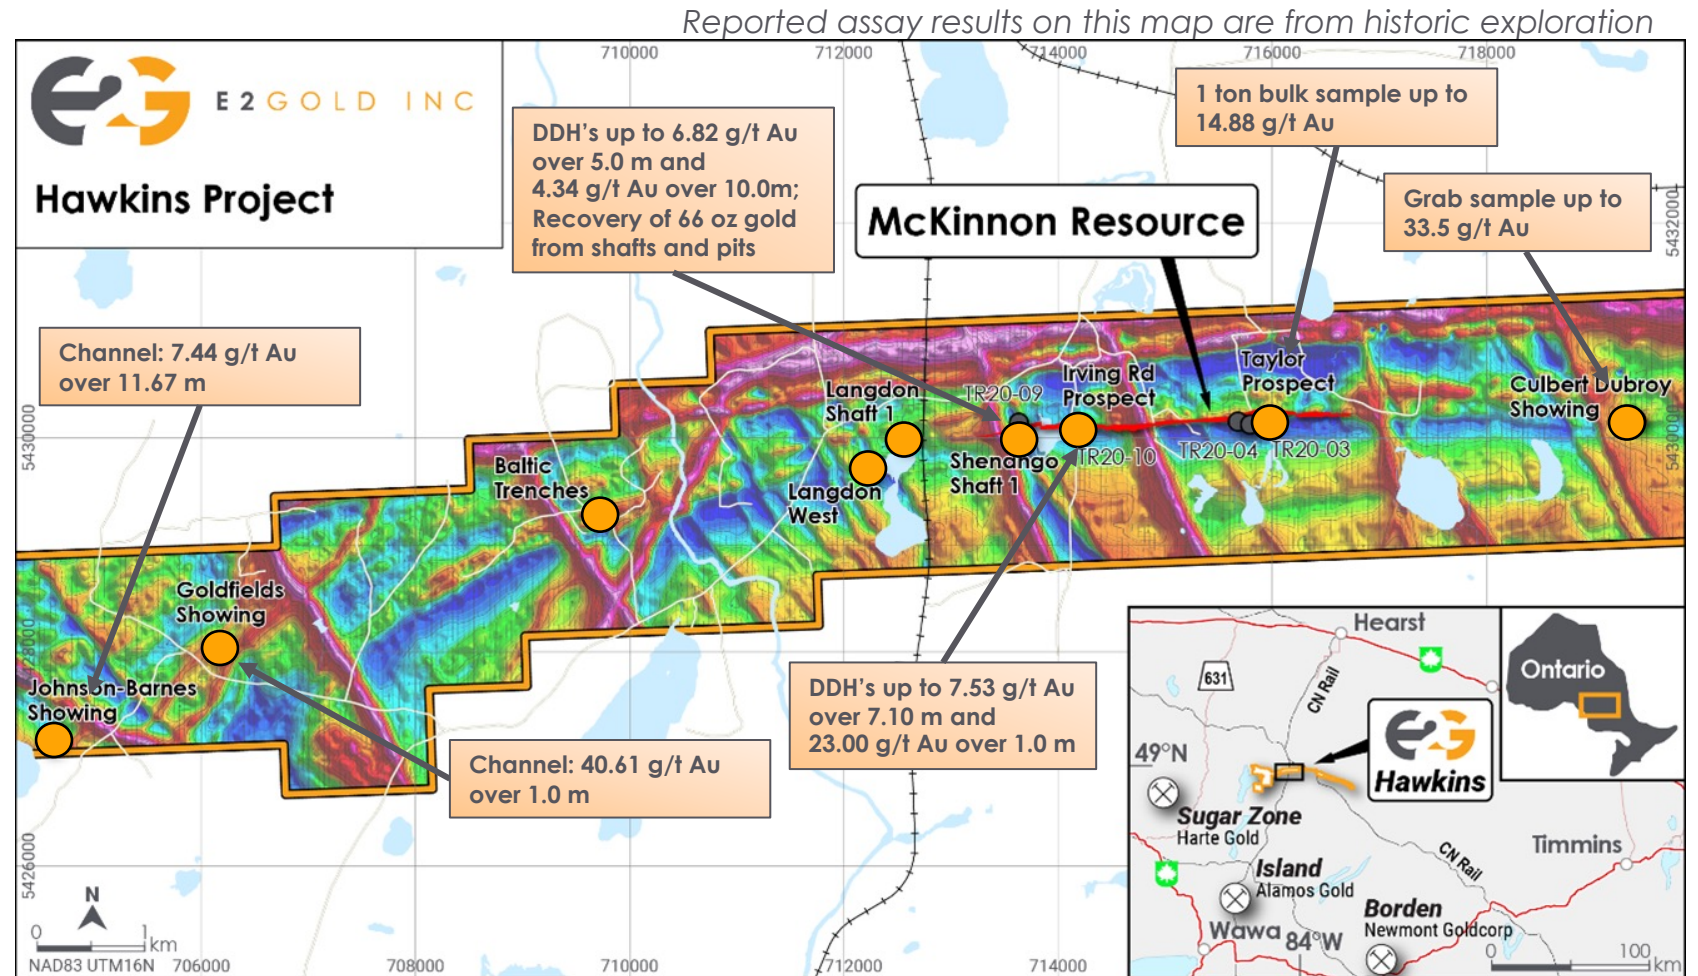 Reported assay results on this map are from historic exploration
E2GOLD INC
Hawkins Project
710000
712000
714000
716000
718000
DDH's up to 6.82 g/t Au
over 5.0 m and
4.34 g/t Au over 10.0m;
Recovery of 66 oz gold
from shafts and pits
1 ton bulk sample up to
14.88 g/t Au
McKinnon Resource
Grab sample up to
33.5 g/t Au
5432000
Channel: 7.44 g/t Au
over 11.67 m
Langdon
Shaft 1
TR20-09
Irving Rd
Prospect
Taylor
Prospect
Culbert Dubroy
Showing
5430000
5430000
Baltic
Trenches
Langdon
West
Shenango
Shaft 1
TR20-10
TR20-04
TR20-03
Goldfields
Showing
Johnson-Barnes
Showing
Channel: 40.61 g/t Au
over 1.0 m
DDH's up to 7.53 g/t Au
over 7.10 m and
23.00 g/t Au over 1.0 m
5426000
N
0 1 km
NAD83 UTM16N
706000
708000
710000
712000
714000
Hearst
631
CN Rail
Ontario
49°N
Hawkins
Sugar Zone
Harte Gold
Timmins
CN Rail
Island
Alamos Gold
Borden
Newmont Goldcorp
Wawa
84°W
0 100 km